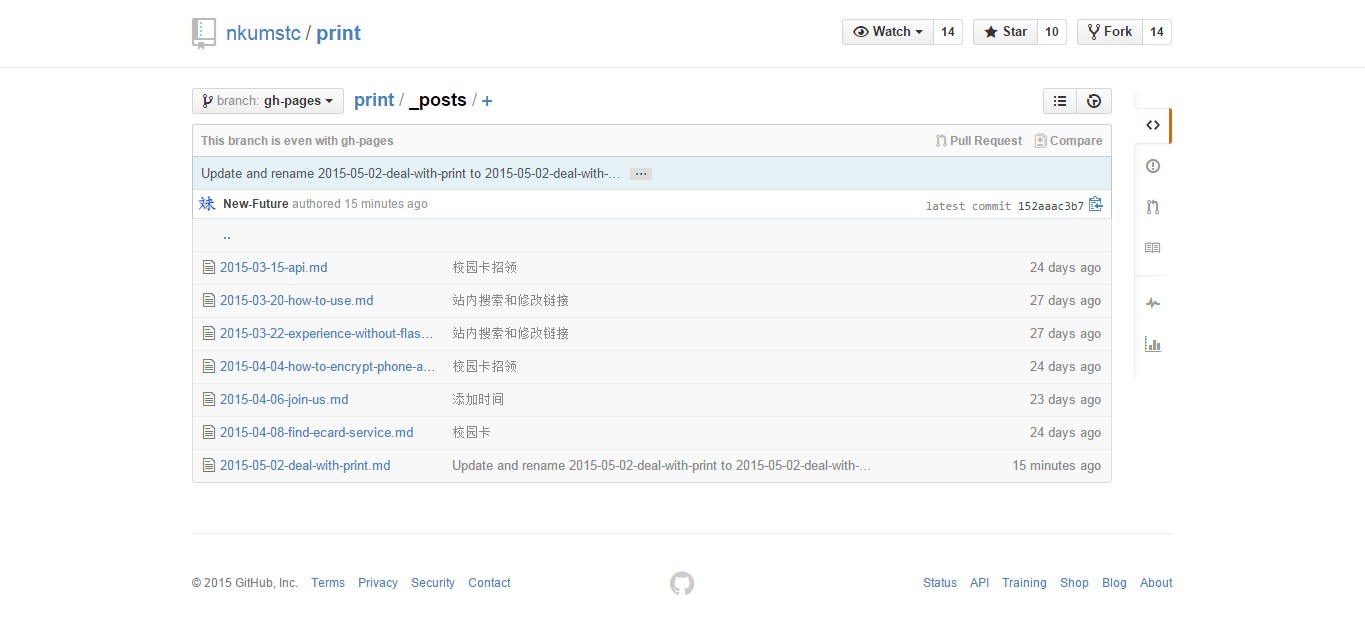 nkumstc / print
Watch 14 Star 10 Fork 14
branch: gh-pages print / _posts / +
This branch is even with gh-pages Pull Request Compare
Update and rename 2015-05-02-deal-with-print to 2015-05-02-deal-with-… …
New-Future authored 15 minutes ago latest commit 152aaac3b7
..
2015-03-15-api.md 校园卡招领 24 days ago
2015-03-20-how-to-use.md 站内搜索和修改链接 27 days ago
2015-03-22-experience-without-flas… 站内搜索和修改链接 27 days ago
2015-04-04-how-to-encrypt-phone-a… 校园卡招领 24 days ago
2015-04-06-join-us.md 添加时间 23 days ago
2015-04-08-find-ecard-service.md 校园卡 24 days ago
2015-05-02-deal-with-print.md Update and rename 2015-05-02-deal-with-print to 2015-05-02-deal-with-… 15 minutes ago
© 2015 GitHub, Inc. Terms Privacy Security Contact Status API Training Shop Blog About